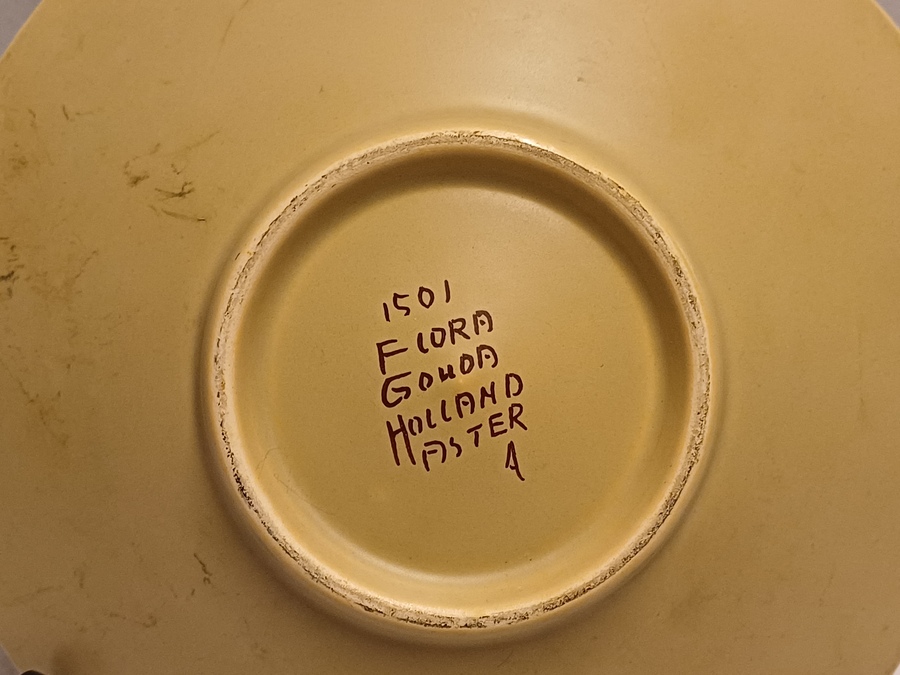 1501
FLORA
GOUDA
HOLLAND
ASTER
A